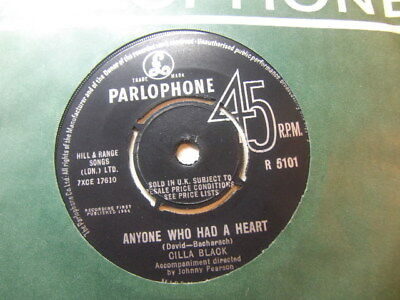 PHONE
TRADE MARK
PARLOPHONE
45
R.P.M.
R 5101
HILL & RANGE
SONGS
(LDN.) LTD.
7XCE 17610
SOLD IN U.K. SUBJECT TO
RESALE PRICE CONDITIONS
SEE PRICE LISTS
RECORDING FIRST
PUBLISHED 1964
ANYONE WHO HAD A HEART
(David—Bacharach)
CILLA BLACK
Accompaniment directed
by Johnny Pearson